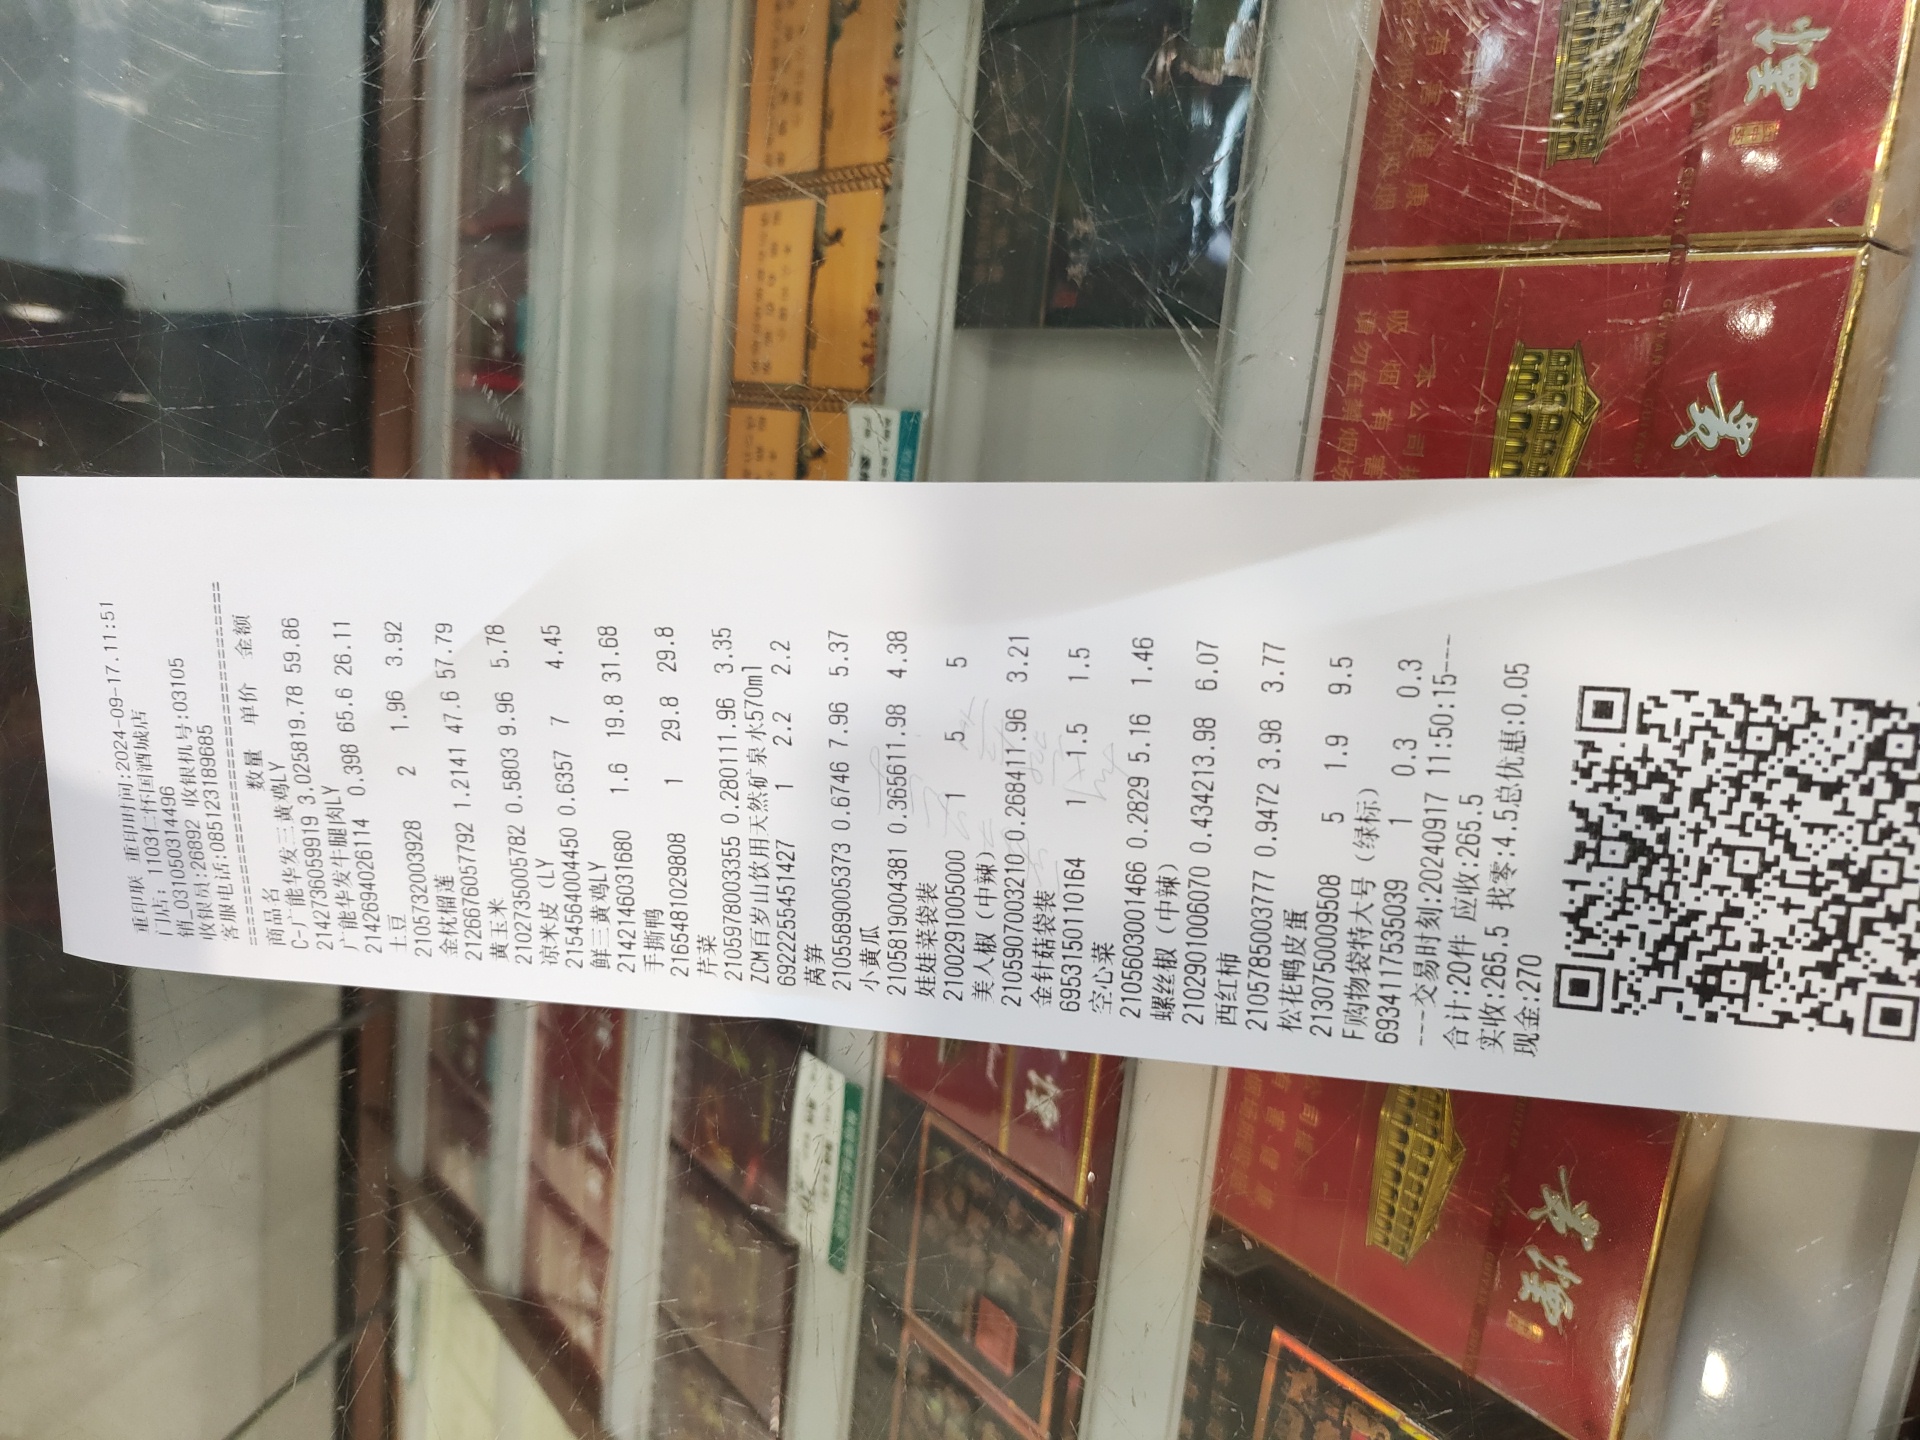 重印联 重印时间:2024-09-17.11:51
门店: 1103仁怀国酒城店
销_0310503144​96
收银员:26892 收银机号:03105
客服电话:085123189685
================================
商品名 数量 单价 金额
C-广能华发三黄鸡LY
2142736059919 3.025819.78 59.86
广能华发牛腿肉LY
2142694026114 0.398 65.6 26.11
土豆
2105732003928 2 1.96 3.92
金枕榴莲
2126676057792 1.2141 47.6 57.79
黄玉米
2102735005782 0.5803 9.96 5.78
凉米皮（LY
2154564004450 0.6357 7 4.45
鲜三黄鸡LY
2142146031680 1.6 19.8 31.68
手撕鸭
2165481029808 1 29.8 29.8
芹菜
2105978003355 0.280111.96 3.35
ZCM百岁山饮用天然矿泉水570ml
6922255451427 1 2.2 2.2
莴笋
2105589005373 0.6746 7.96 5.37
小黄瓜
2105819004381 0.365611.98 4.38
娃娃菜袋装
2100291005000 1 5 5
美人椒（中辣）
2105907003210 0.268411.96 3.21
金针菇袋装
6953150110164 1 1.5 1.5
空心菜
2105603001466 0.2829 5.16 1.46
螺丝椒（中辣）
2102901006070 0.434213.98 6.07
西红柿
2105785003777 0.9472 3.98 3.77
松花鸭皮蛋
2130750009508 5 1.9 9.5
F购物袋特大号（绿标）
6934117535039 1 0.3 0.3
---交易时刻:20240917 11:50:15---
合计:20件 应收:265.5
实收:265.5 找零:4.5总优惠:0.05
现金:270